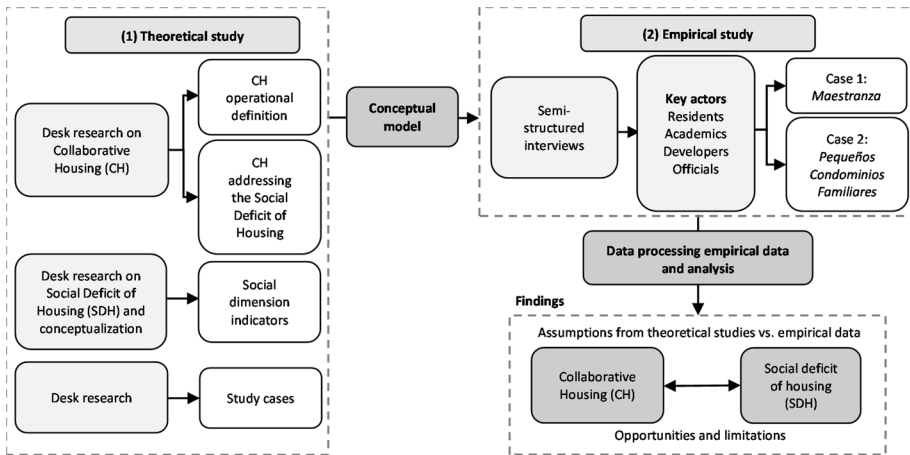 (1) Theoretical study
Desk research on
Collaborative
Housing (CH)
CH
operational
definition
CH
addressing
the Social
Deficit of
Housing
Desk research on
Social Deficit of
Housing (SDH) and
conceptualization
Social
dimension
indicators
Desk research
Study cases
Conceptual
model
(2) Empirical study
Semi-
structured
interviews
Key actors
Residents
Academics
Developers
Officials
Case 1:
Maestranza
Case 2:
Pequeños
Condominios
Familiares
Data processing empirical data
and analysis
Findings
Assumptions from theoretical studies vs. empirical data
Collaborative
Housing (CH)
Social deficit
of housing
(SDH)
Opportunities and limitations